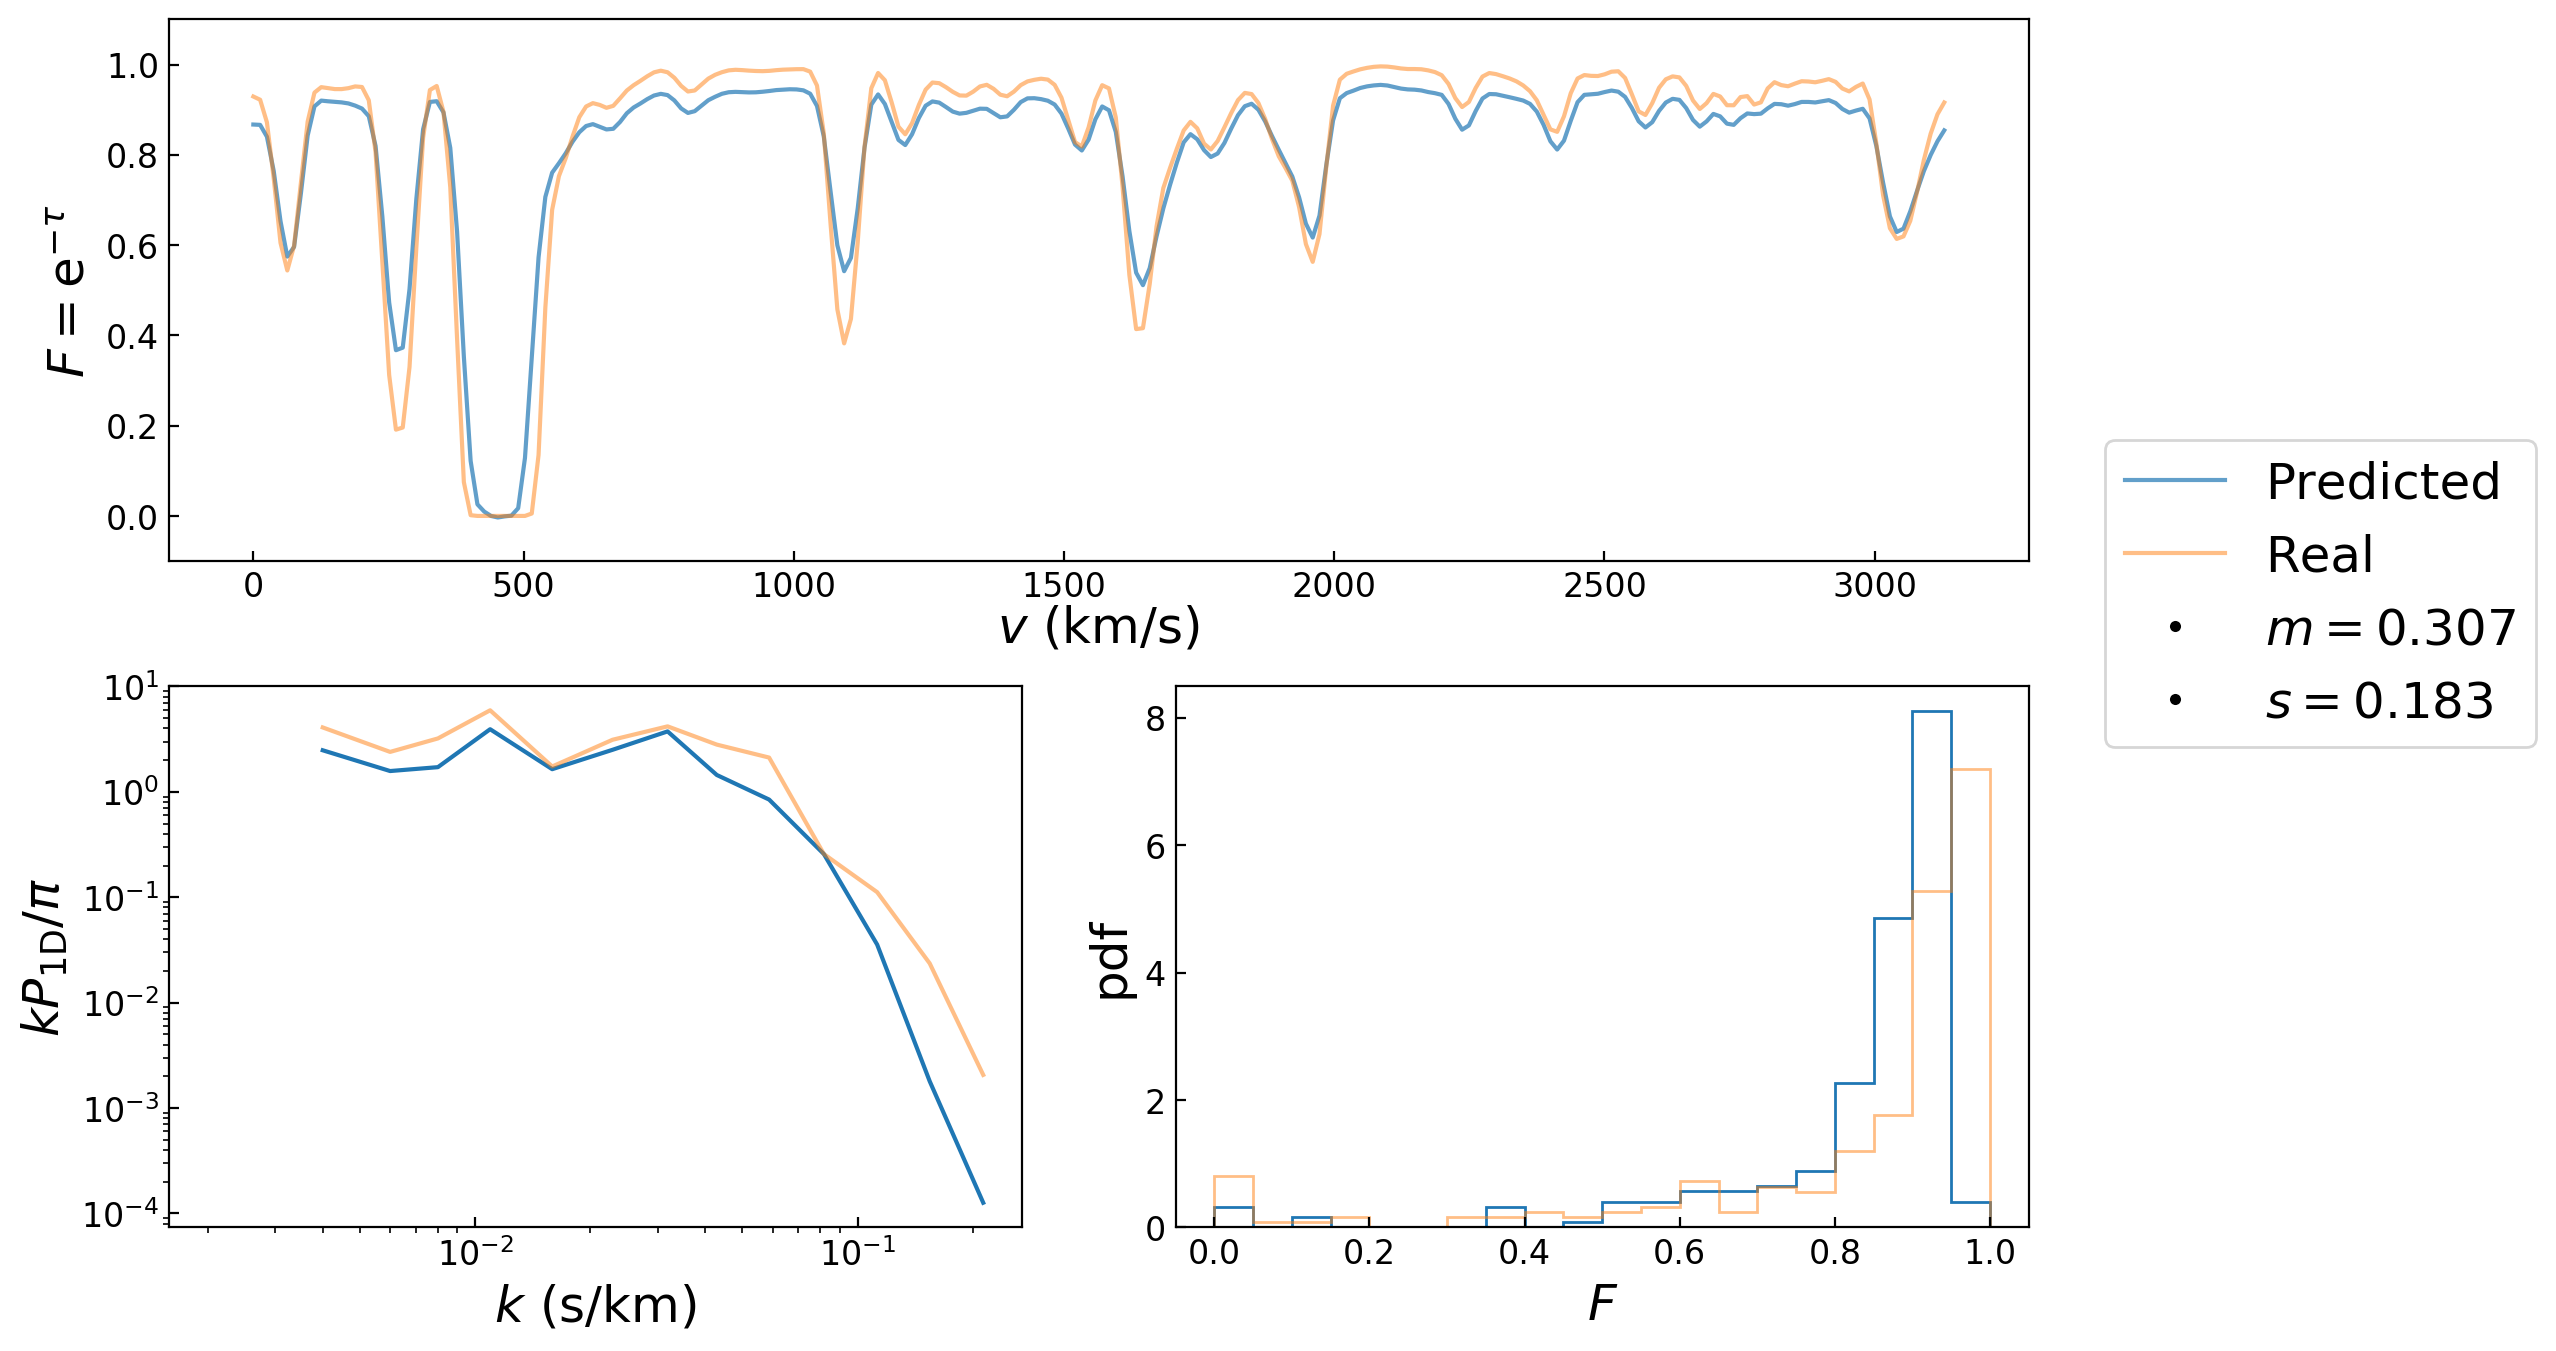 1.0
0.8
0.6
0.4
0.2
0.0
F = e^{-τ}
0 500 1000 1500 2000 2500 3000
v (km/s)
Predicted
Real
m = 0.307
s = 0.183
10^1
10^0
10^{-1}
10^{-2}
10^{-3}
10^{-4}
kP_{1D}/π
10^{-2} 10^{-1}
k (s/km)
8
6
4
2
0
pdf
0.0 0.2 0.4 0.6 0.8 1.0
F